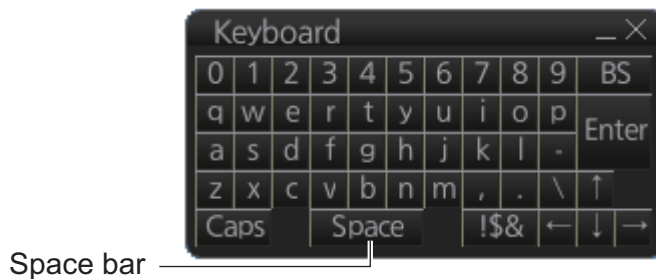 Keyboard
0 1 2 3 4 5 6 7 8 9 BS
q w e r t y u i o p Enter
a s d f g h j k l -
z x c v b n m , . \ ↑
Caps Space !$& ← ↓ →
Space bar